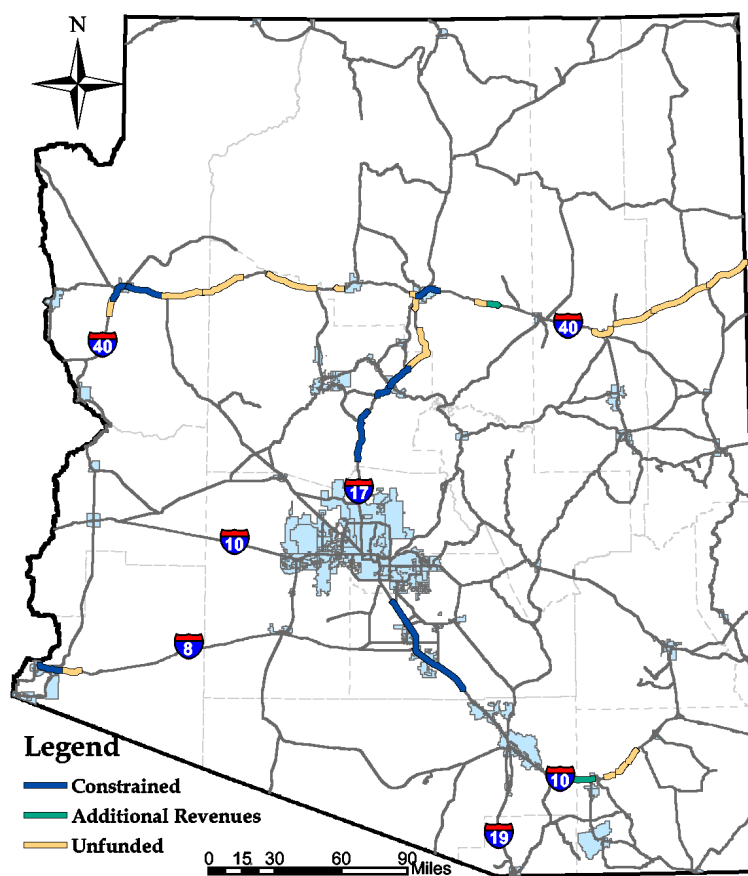 N
40
40
17
10
8
Legend
Constrained
10
Additional Revenues
Unfunded
19
0 15 30 60 90
Miles